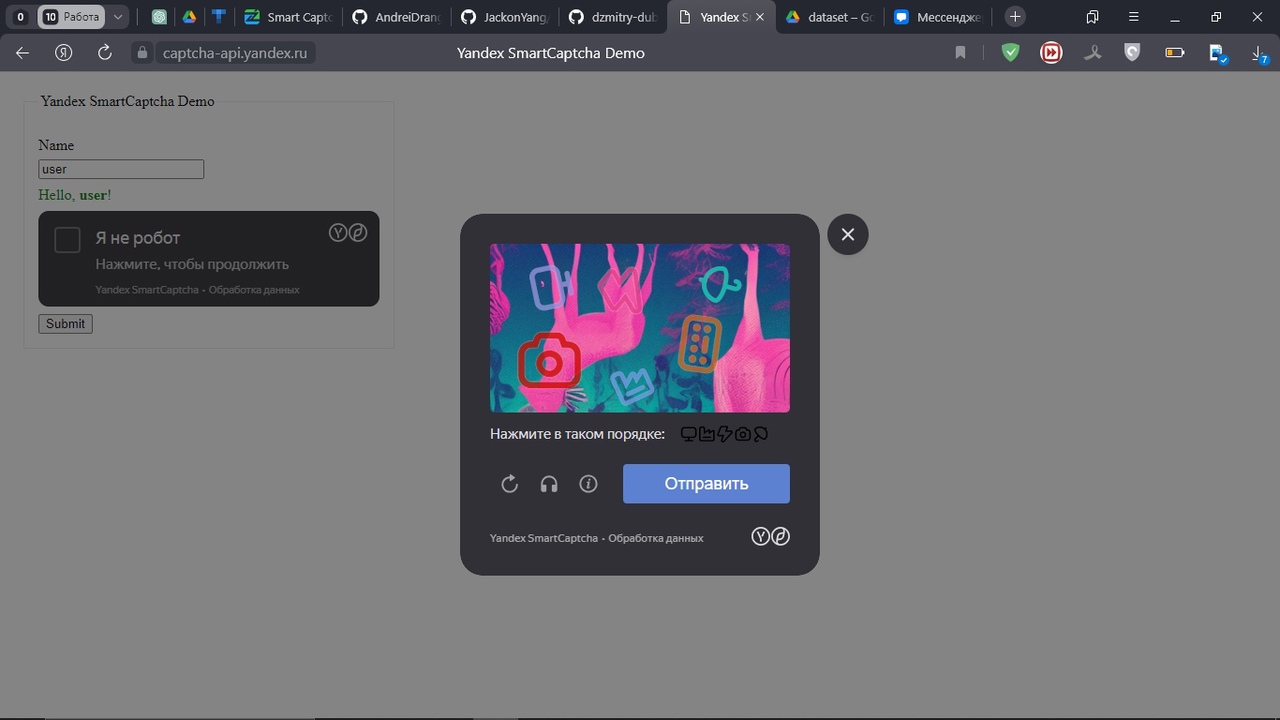 0 10 Работа Smart Captc AndreiDrang JackonYang/ dzmitry-dub Yandex S dataset – Go Мессендже
captcha-api.yandex.ru Yandex SmartCaptcha Demo 7
Yandex SmartCaptcha Demo
Name
user
Hello, user!
Я не робот
Нажмите, чтобы продолжить
Yandex SmartCaptcha - Обработка данных
Submit
Нажмите в таком порядке:
Отправить
Yandex SmartCaptcha - Обработка данных